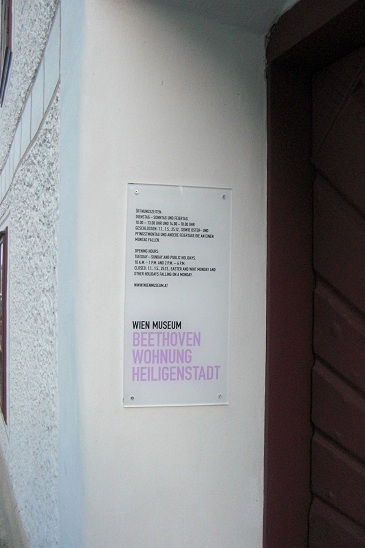 ÖFFNUNGSZEITEN:
DIENSTAG – SONNTAG UND FEIERTAG,
10.00 – 13.00 UHR UND 14.00 – 18.00 UHR
GESCHLOSSEN: 1.1., 1.5., 25.12., SOWIE OSTER- UND
PFINGSTMONTAG UND ANDERE FEIERTAGE DIE AN EINEM
MONTAG FALLEN.
OPENING HOURS:
TUESDAY – SUNDAY AND PUBLIC HOLIDAYS,
10 A.M. – 1 P.M. AND 2 P.M. – 6 P.M.
CLOSED: 1.1., 1.5., 25.12., EASTER AND WHIT MONDAY AND
OTHER HOLIDAYS FALLING ON A MONDAY
WWW.WIENMUSEUM.AT
WIEN MUSEUM
BEETHOVEN
WOHNUNG
HEILIGENSTADT